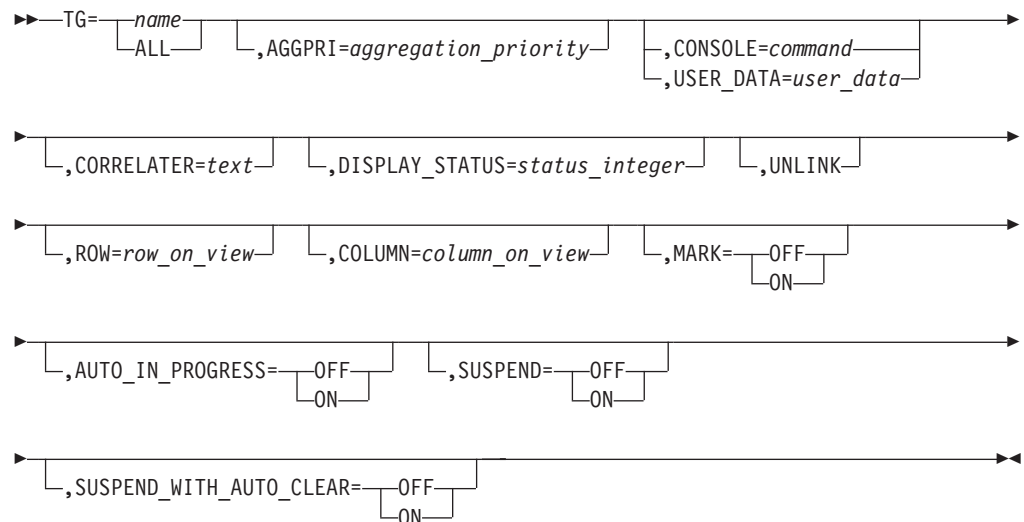 TG= name
ALL ,AGGPRI=aggregation_priority ,CONSOLE=command
,USER_DATA=user_data
,CORRELATER=text ,DISPLAY_STATUS=status_integer ,UNLINK
,ROW=row_on_view ,COLUMN=column_on_view ,MARK= OFF
ON
,AUTO_IN_PROGRESS= OFF ,SUSPEND= OFF
ON ON
,SUSPEND_WITH_AUTO_CLEAR= OFF
ON